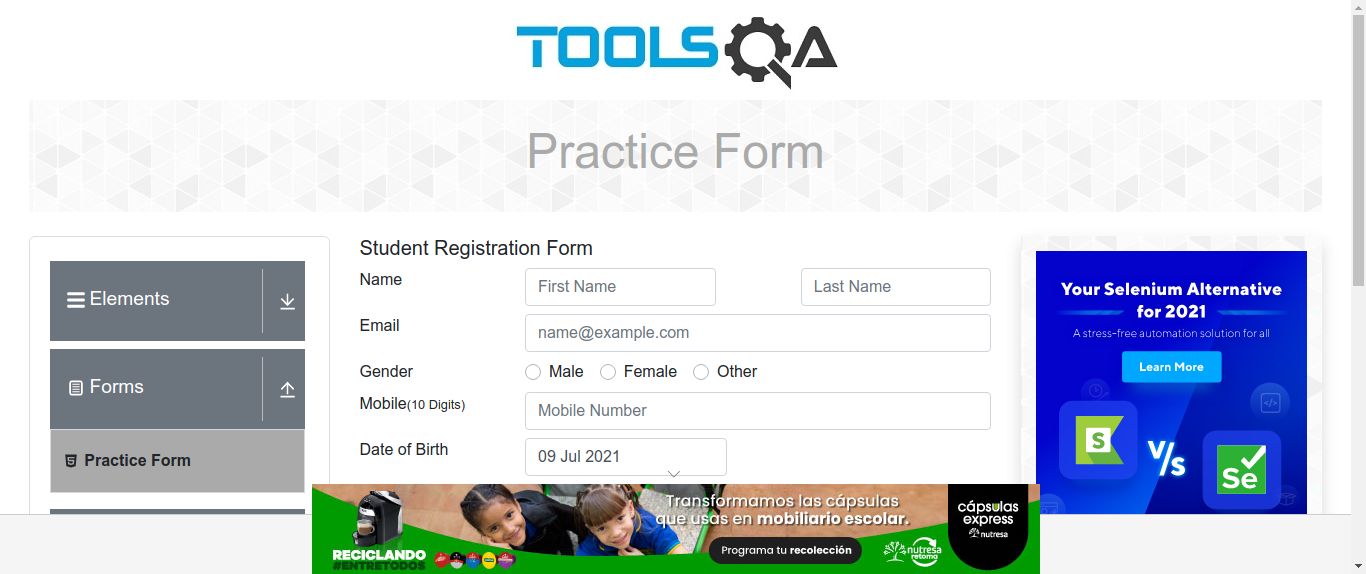 TOOLSQA
Practice Form
Elements
Forms
Practice Form
Student Registration Form
Name
First Name
Last Name
Email
name@example.com
Gender
Male
Female
Other
Mobile(10 Digits)
Mobile Number
Date of Birth
09 Jul 2021
Your Selenium Alternative
for 2021
A stress-free automation solution for all
Learn More
S
V/s
Se
RECICLANDO
#ENTRETODOS
Transformamos las cápsulas
que usas en mobiliario escolar.
Programa tu recolección
nutresa
retoma
cápsulas
express
nutresa